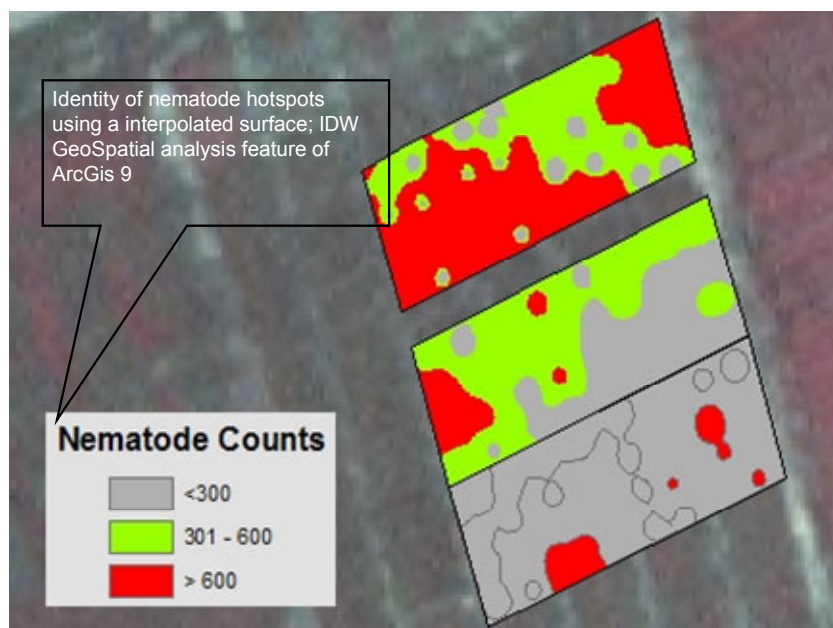 Identity of nematode hotspots
using a interpolated surface; IDW
GeoSpatial analysis feature of
ArcGis 9
Nematode Counts
<300
301 - 600
> 600